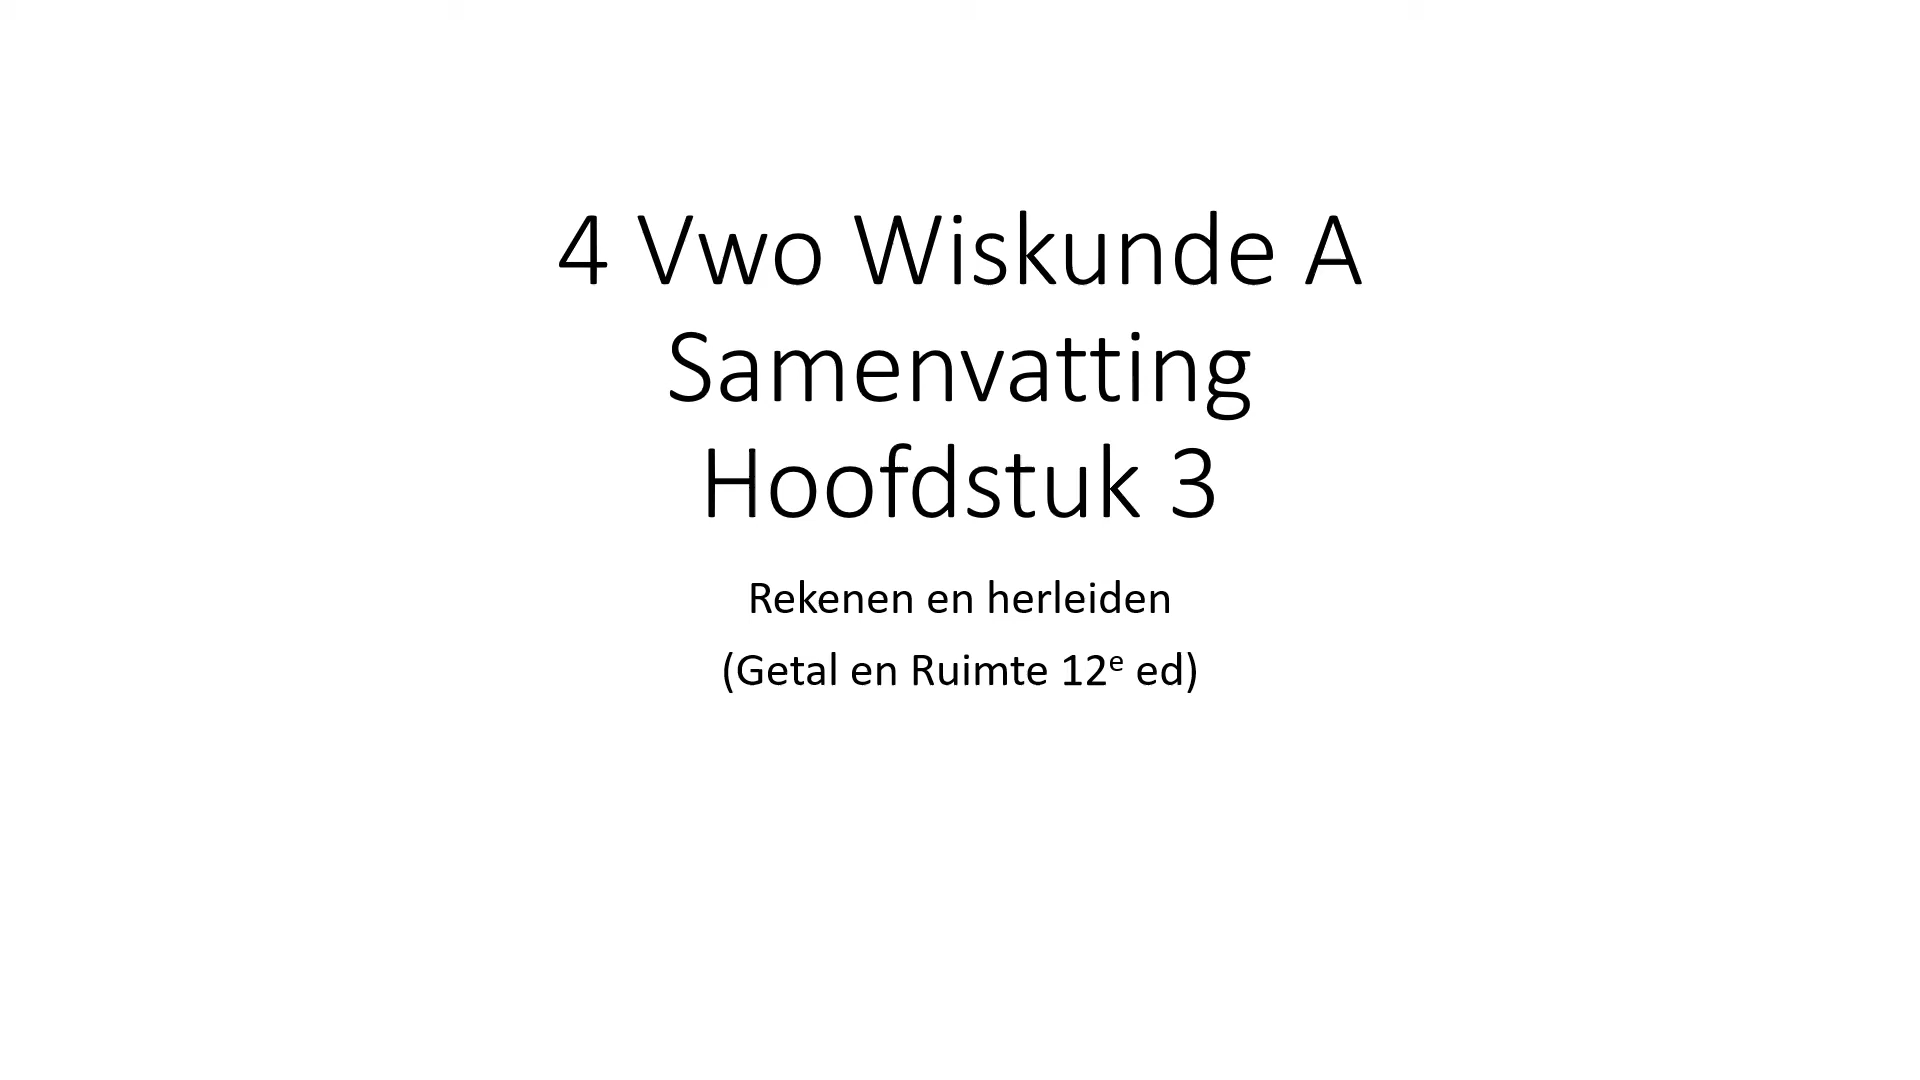 4 Vwo Wiskunde A
Samenvatting
Hoofdstuk 3
Rekenen en herleiden
(Getal en Ruimte 12e ed)